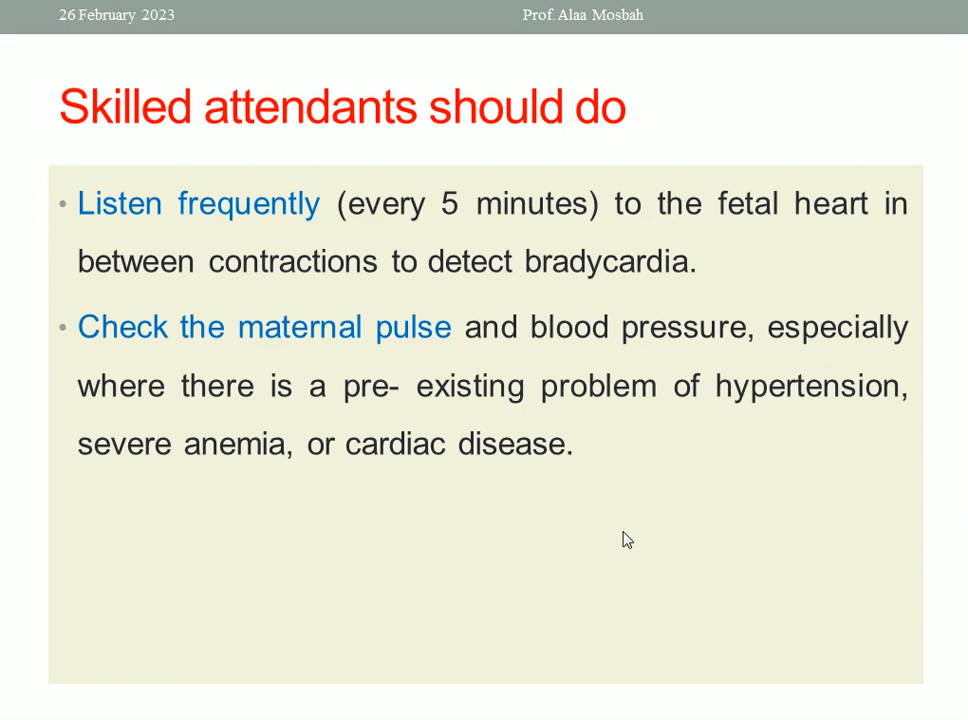 26 February 2023 Prof. Alaa Mosbah
Skilled attendants should do
• Listen frequently (every 5 minutes) to the fetal heart in
between contractions to detect bradycardia.
• Check the maternal pulse and blood pressure, especially
where there is a pre- existing problem of hypertension,
severe anemia, or cardiac disease.